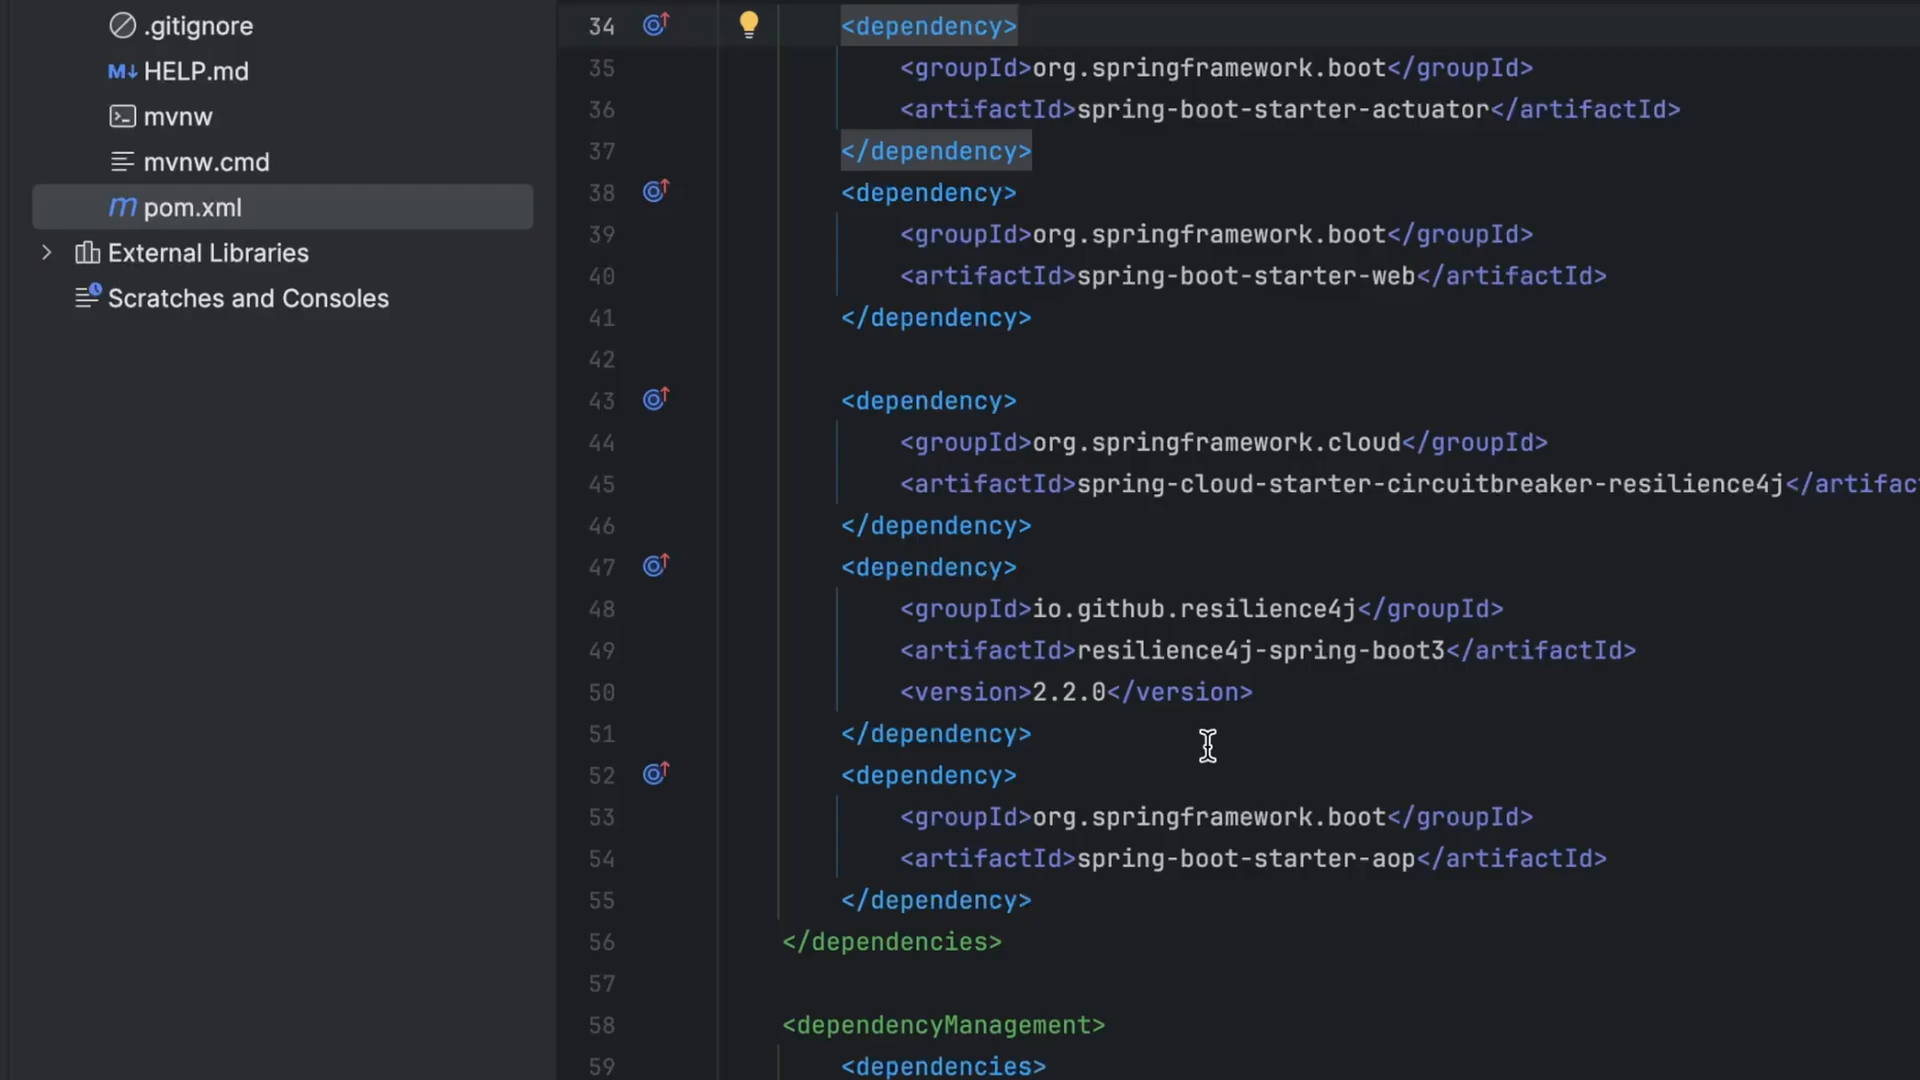 .gitignore
M↓ HELP.md
mvnw
mvnw.cmd
m pom.xml
External Libraries
Scratches and Consoles
34 <dependency>
35 <groupId>org.springframework.boot</groupId>
36 <artifactId>spring-boot-starter-actuator</artifactId>
37 </dependency>
38 <dependency>
39 <groupId>org.springframework.boot</groupId>
40 <artifactId>spring-boot-starter-web</artifactId>
41 </dependency>
42
43 <dependency>
44 <groupId>org.springframework.cloud</groupId>
45 <artifactId>spring-cloud-starter-circuitbreaker-resilience4j</artifac
46 </dependency>
47 <dependency>
48 <groupId>io.github.resilience4j</groupId>
49 <artifactId>resilience4j-spring-boot3</artifactId>
50 <version>2.2.0</version>
51 </dependency>
52 <dependency>
53 <groupId>org.springframework.boot</groupId>
54 <artifactId>spring-boot-starter-aop</artifactId>
55 </dependency>
56 </dependencies>
57
58 <dependencyManagement>
59 <dependencies>